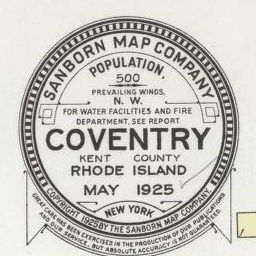 SANBORN MAP COMPANY
POPULATION,
500
PREVAILING WINDS,
N. W.
FOR WATER FACILITIES AND FIRE
DEPARTMENT, SEE REPORT.
COVENTRY
KENT COUNTY
RHODE ISLAND
MAY 1925
NEW YORK
COPYRIGHT 1925 BY THE SANBORN MAP COMPANY.
GREAT CARE HAS BEEN EXERCISED IN THE PRODUCTION OF OUR PUBLICATIONS
AND OUR SERVICE, BUT ABSOLUTE ACCURACY IS NOT GUARANTEED.